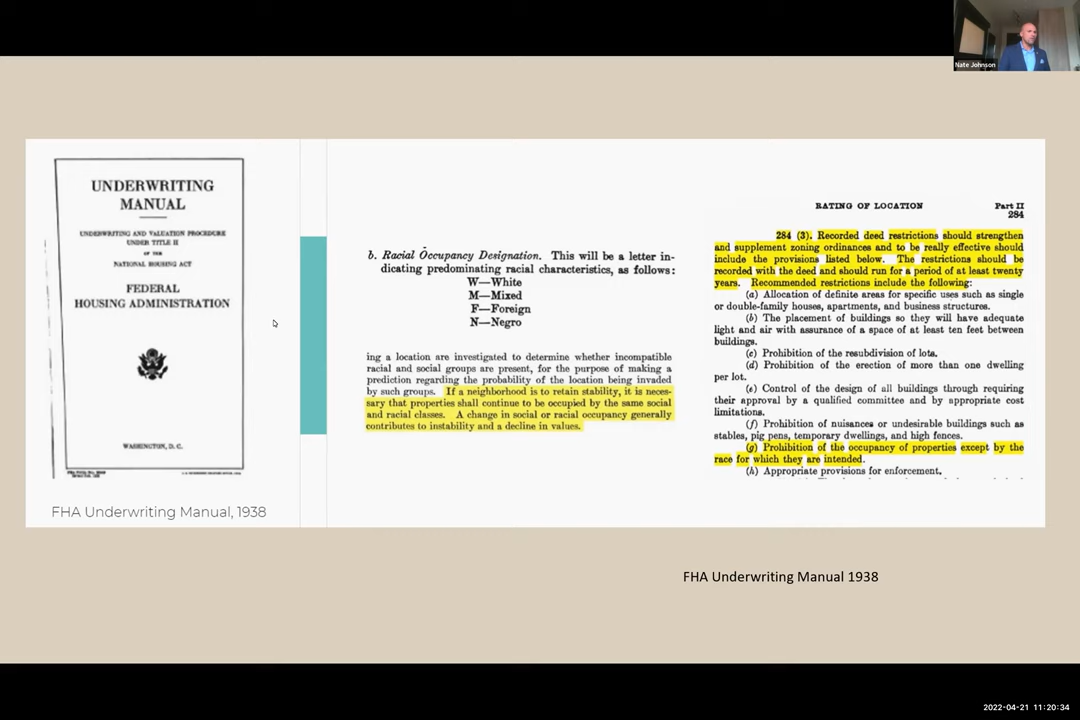 Nate Johnson
UNDERWRITING
MANUAL
UNDERWRITING AND VALUATION PROCEDURE
UNDER TITLE II
OF THE
NATIONAL HOUSING ACT
FEDERAL
HOUSING ADMINISTRATION
WASHINGTON, D. C.
FHA Underwriting Manual, 1938
b. Racial Occupancy Designation. This will be a letter in-
dicating predominating racial characteristics, as follows:
W—White
M—Mixed
F—Foreign
N—Negro
ing a location are investigated to determine whether incompatible
racial and social groups are present, for the purpose of making a
prediction regarding the probability of the location being invaded
by such groups. If a neighborhood is to retain stability, it is neces-
sary that properties shall continue to be occupied by the same social
and racial classes. A change in social or racial occupancy generally
contributes to instability and a decline in values.
RATING OF LOCATION
Part II
284
284 (3). Recorded deed restrictions should strengthen
and supplement zoning ordinances and to be really effective should
include the provisions listed below. The restrictions should be
recorded with the deed and should run for a period of at least twenty
years. Recommended restrictions include the following:
(a) Allocation of definite areas for specific uses such as single
or double-family houses, apartments, and business structures.
(b) The placement of buildings so they will have adequate
light and air with assurance of a space of at least ten feet between
buildings.
(c) Prohibition of the resubdivision of lots.
(d) Prohibition of the erection of more than one dwelling
per lot.
(e) Control of the design of all buildings through requiring
their approval by a qualified committee and by appropriate cost
limitations.
(f) Prohibition of nuisances or undesirable buildings such as
stables, pig pens, temporary dwellings, and high fences.
(g) Prohibition of the occupancy of properties except by the
race for which they are intended.
(h) Appropriate provisions for enforcement.
FHA Underwriting Manual 1938
2022-04-21 11:20:34